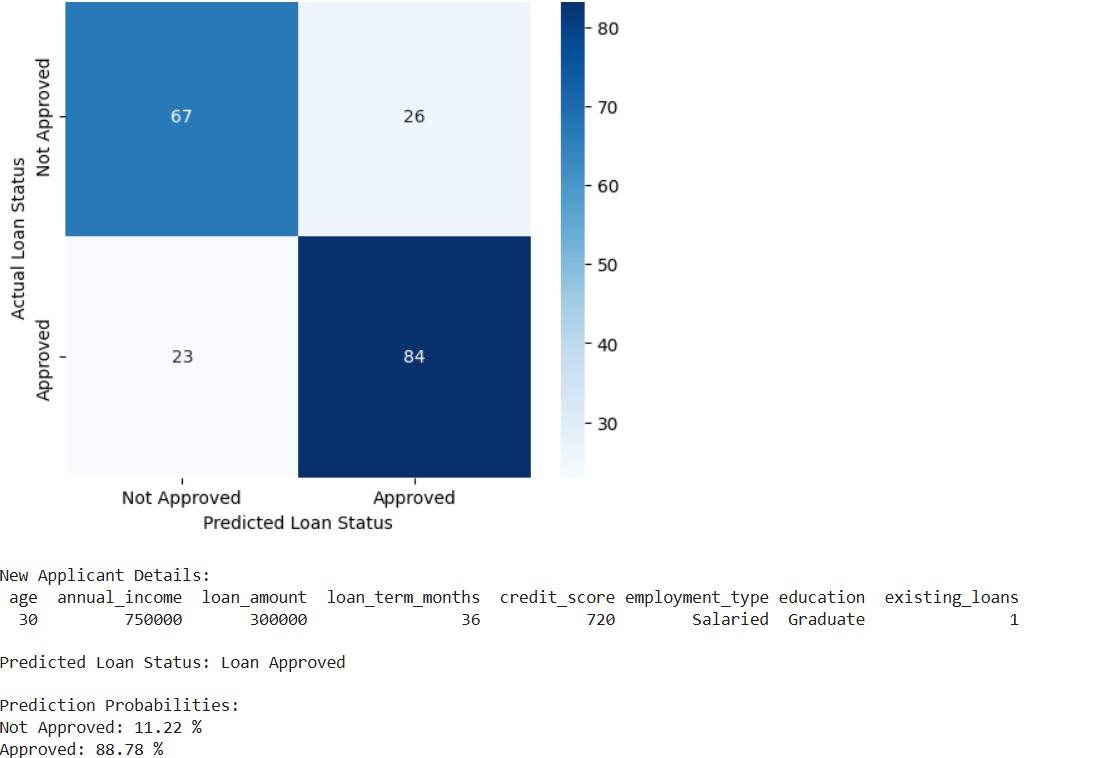 Actual Loan Status
Not Approved
Approved
67
26
23
84
Not Approved
Approved
Predicted Loan Status
80
70
60
50
40
30
New Applicant Details:
age annual_income loan_amount loan_term_months credit_score employment_type education existing_loans
30 750000 300000 36 720 Salaried Graduate 1
Predicted Loan Status: Loan Approved
Prediction Probabilities:
Not Approved: 11.22 %
Approved: 88.78 %